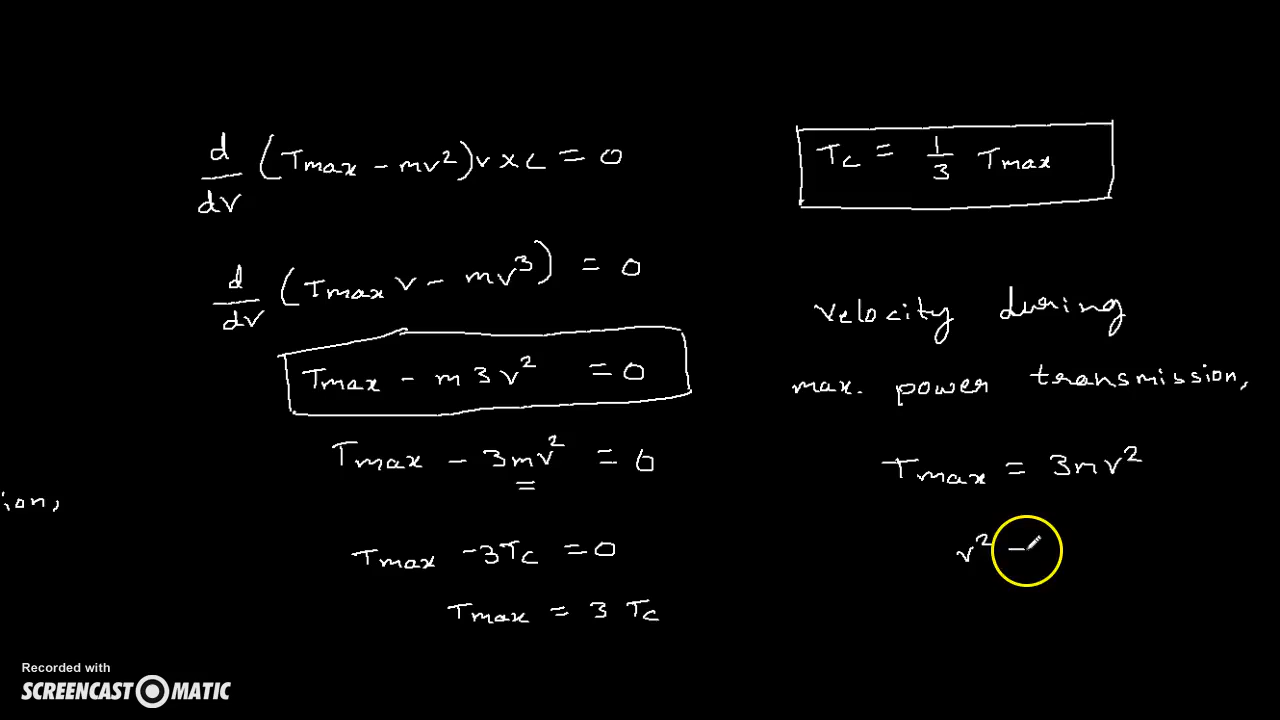 d/dv (Tmax - mv²)v x C = 0
d/dv (Tmax v - mv³) = 0
Tmax - m 3 v² = 0
Tmax - 3mv² = 0
ion,
Tmax - 3Tc = 0
Tmax = 3 Tc
Tc = 1/3 Tmax
velocity during
max. power transmission,
Tmax = 3mv²
v² -
Recorded with
SCREENCAST O MATIC